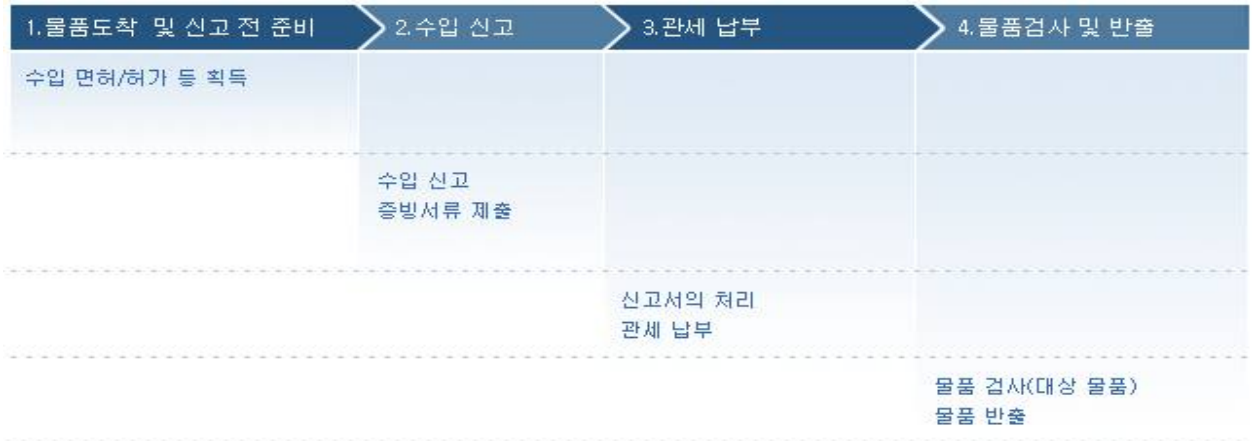 1.물품도착 및 신고 전 준비
2.수입 신고
3.관세 납부
4.물품검사 및 반출
수입 면허/허가 등 획득
수입 신고
증빙서류 제출
신고서의 처리
관세 납부
물품 검사(대상 물품)
물품 반출